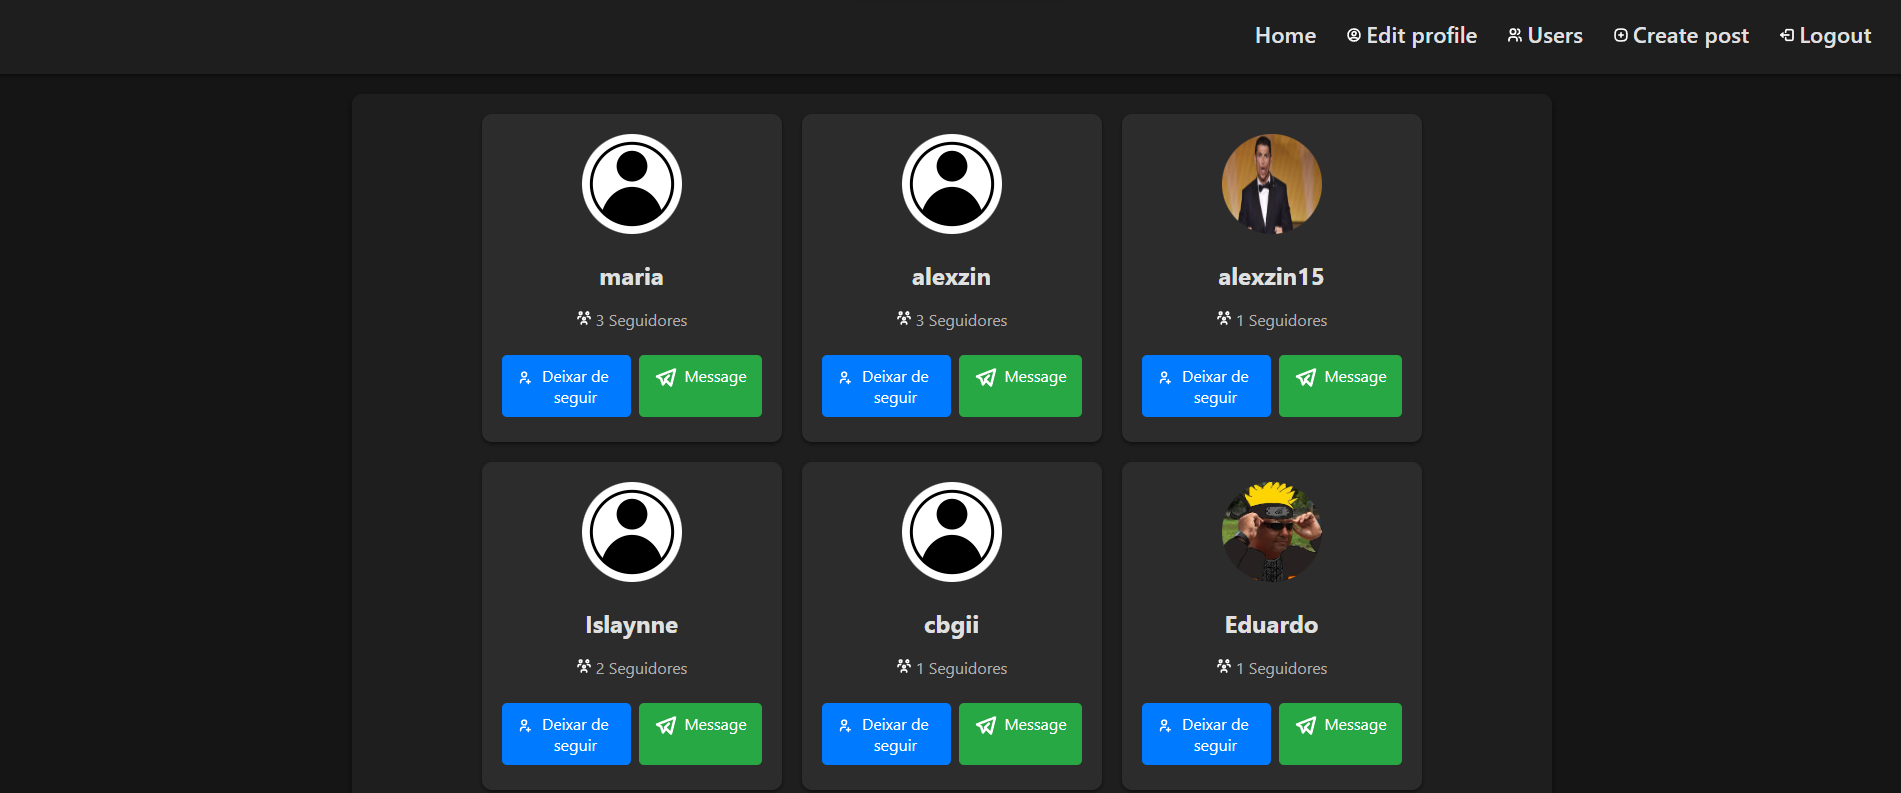 Home Edit profile Users Create post Logout
maria
3 Seguidores
Deixar de seguir
Message
alexzin
3 Seguidores
Deixar de seguir
Message
alexzin15
1 Seguidores
Deixar de seguir
Message
Islaynne
2 Seguidores
Deixar de seguir
Message
cbgii
1 Seguidores
Deixar de seguir
Message
Eduardo
1 Seguidores
Deixar de seguir
Message